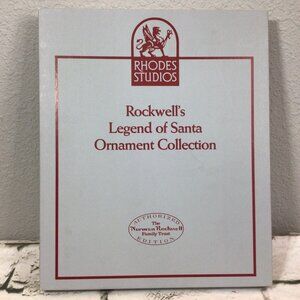 RHODES
STUDIOS
Rockwell's
Legend of Santa
Ornament Collection
AUTHORIZED
The
Norman Rockwell
Family Trust
EDITION